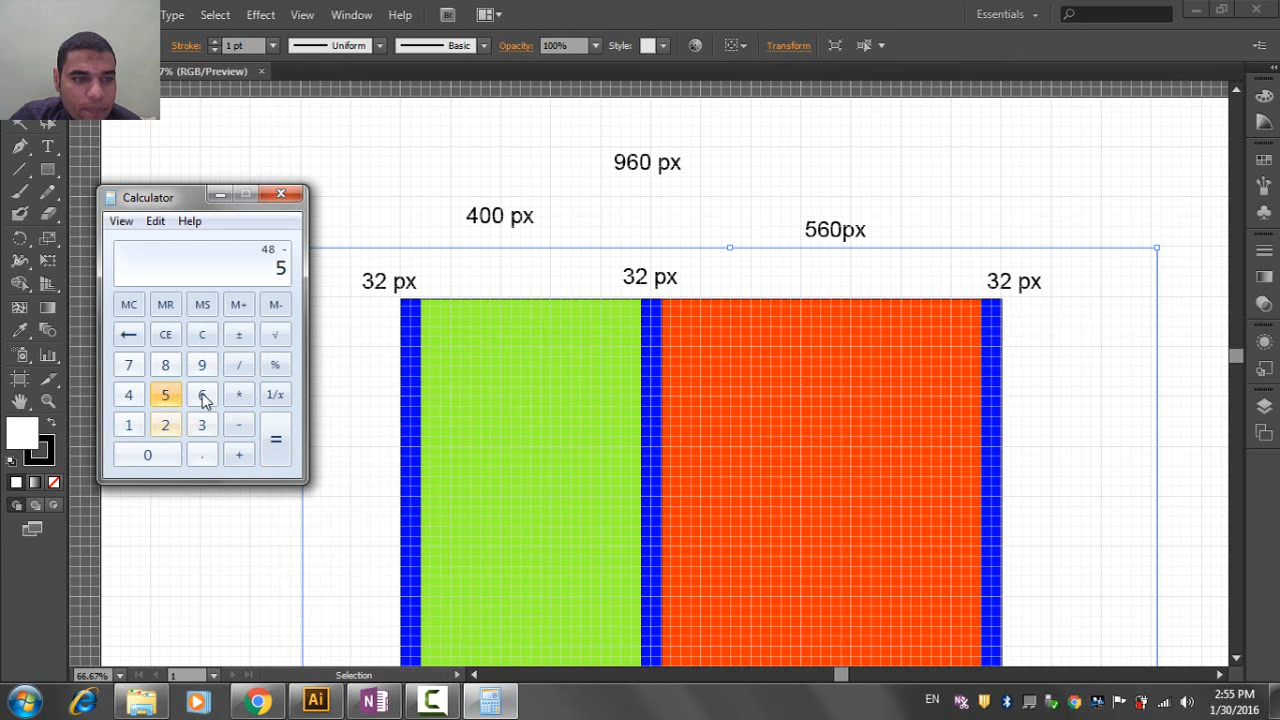 Type Select Effect View Window Help Br Essentials
Stroke: 1 pt Uniform Basic Opacity: 100% Style: Transform
7% (RGB/Preview) ×
960 px
400 px
560px
32 px
32 px
32 px
Calculator
View Edit Help
48 -
5
MC MR MS M+ M-
← CE C ± √
7 8 9 / %
4 5 6 * 1/x
1 2 3 - =
0 . +
66.67% 1 Selection
Ai N C EN 2:55 PM
1/30/2016